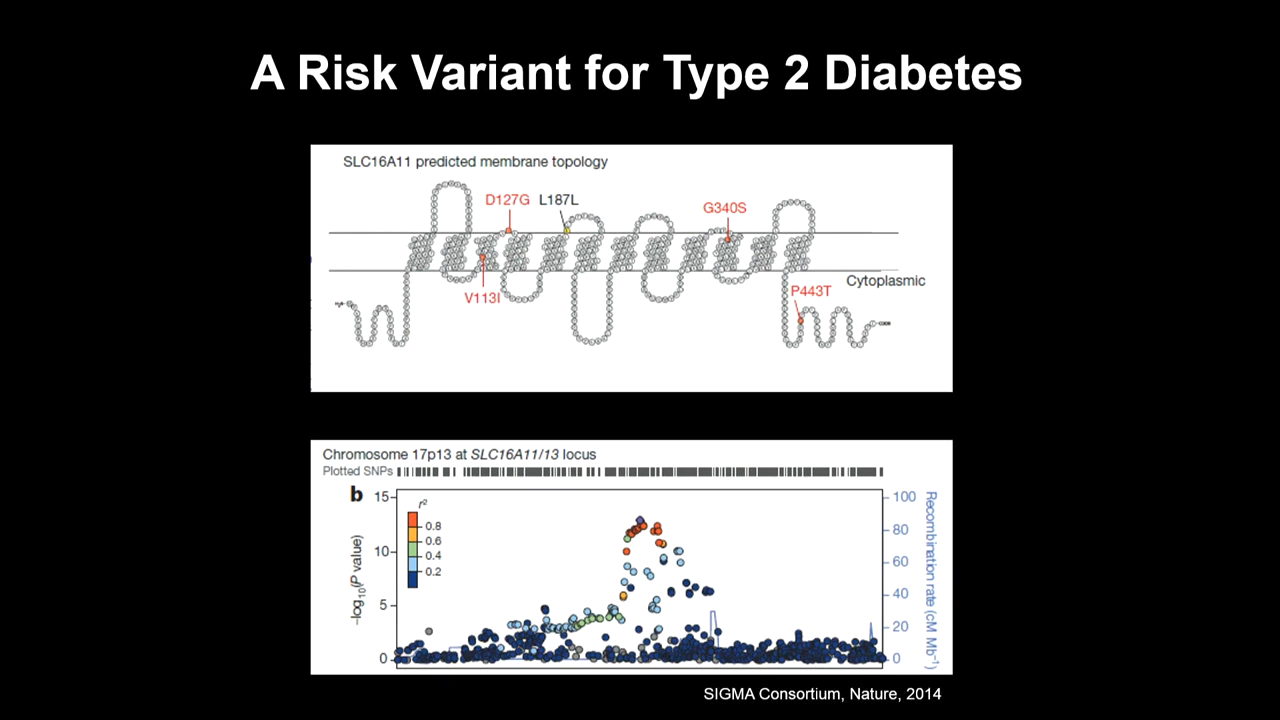 A Risk Variant for Type 2 Diabetes
SLC16A11 predicted membrane topology
D127G L187L
G340S
V113I
Cytoplasmic
P443T
Chromosome 17p13 at SLC16A11/13 locus
Plotted SNPs
b
15
10
5
0
-log10(P value)
r2
0.8
0.6
0.4
0.2
100
80
60
40
20
0
Recombination rate (cM Mb-1)
SIGMA Consortium, Nature, 2014